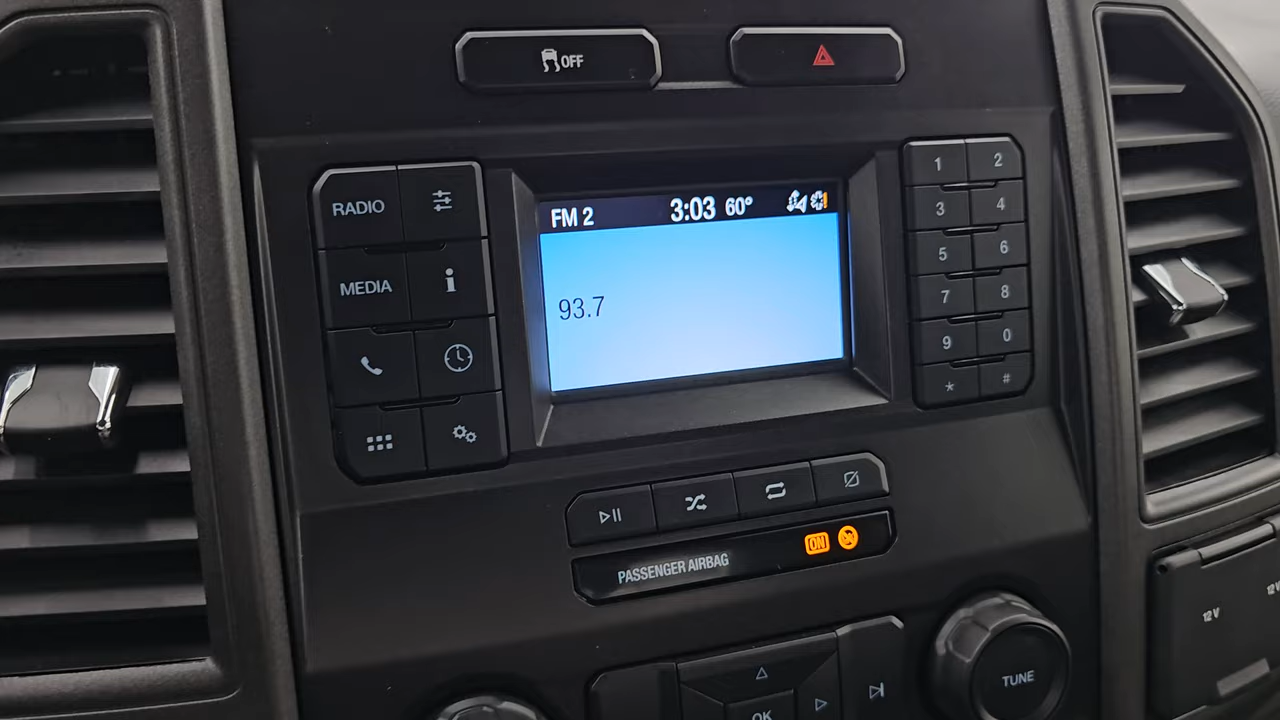 OFF
RADIO
MEDIA
FM 2 3:03 60°
93.7
1 2
3 4
5 6
7 8
9 0
* #
PASSENGER AIRBAG ON
OK
TUNE
12 V
12V